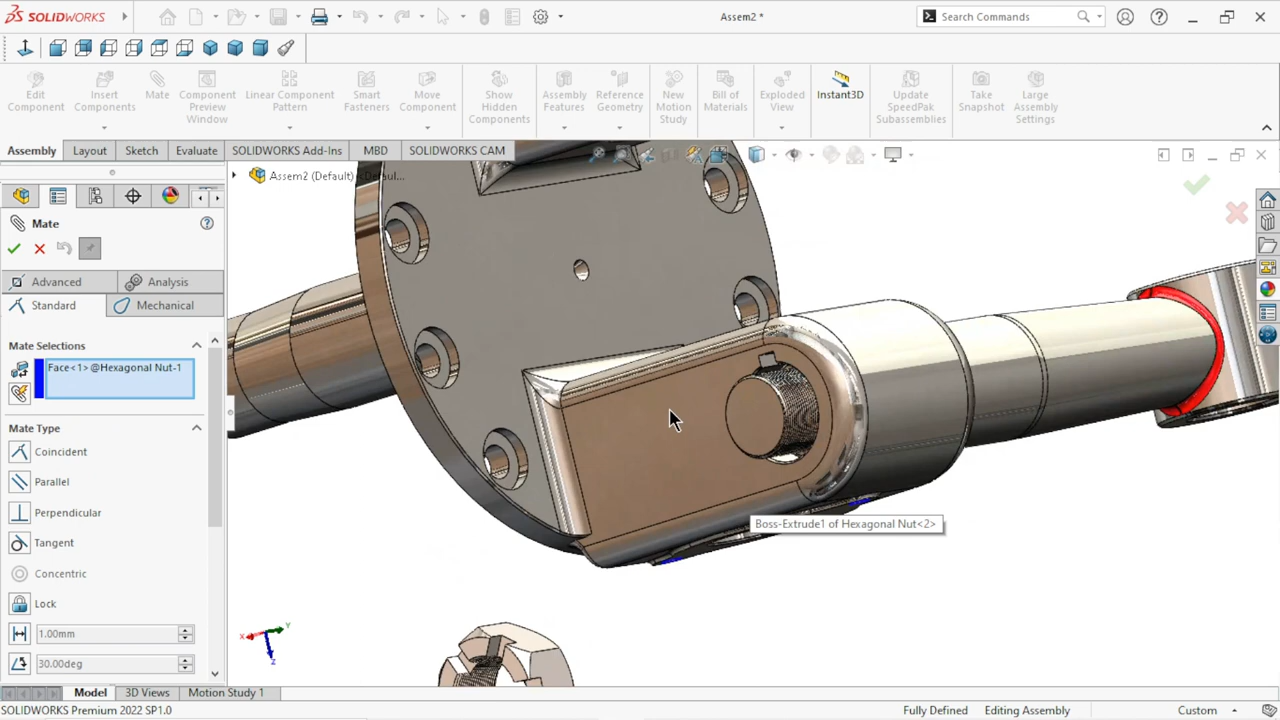 SOLIDWORKS
Assem2 *
Search Commands
Edit Component
Insert Components
Mate
Component Preview Window
Linear Component Pattern
Smart Fasteners
Move Component
Show Hidden Components
Assembly Features
Reference Geometry
New Motion Study
Bill of Materials
Exploded View
Instant3D
Update SpeedPak Subassemblies
Take Snapshot
Large Assembly Settings
Assembly
Layout
Sketch
Evaluate
SOLIDWORKS Add-Ins
MBD
SOLIDWORKS CAM
Assem2 (Default) <Defaul...
Mate
Advanced
Analysis
Standard
Mechanical
Mate Selections
Face<1>@Hexagonal Nut-1
Mate Type
Coincident
Parallel
Perpendicular
Tangent
Concentric
Lock
1.00mm
30.00deg
Boss-Extrude1 of Hexagonal Nut<2>
X
Y
Z
Model
3D Views
Motion Study 1
SOLIDWORKS Premium 2022 SP1.0
Fully Defined
Editing Assembly
Custom